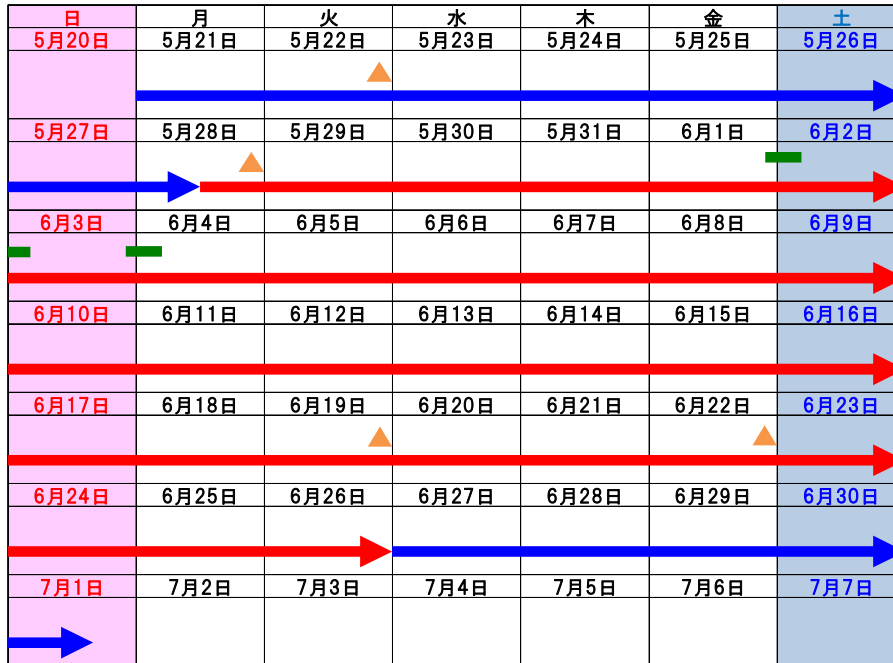 日 月 火 水 木 金 土
5月20日 5月21日 5月22日 5月23日 5月24日 5月25日 5月26日
5月27日 5月28日 5月29日 5月30日 5月31日 6月1日 6月2日
6月3日 6月4日 6月5日 6月6日 6月7日 6月8日 6月9日
6月10日 6月11日 6月12日 6月13日 6月14日 6月15日 6月16日
6月17日 6月18日 6月19日 6月20日 6月21日 6月22日 6月23日
6月24日 6月25日 6月26日 6月27日 6月28日 6月29日 6月30日
7月1日 7月2日 7月3日 7月4日 7月5日 7月6日 7月7日